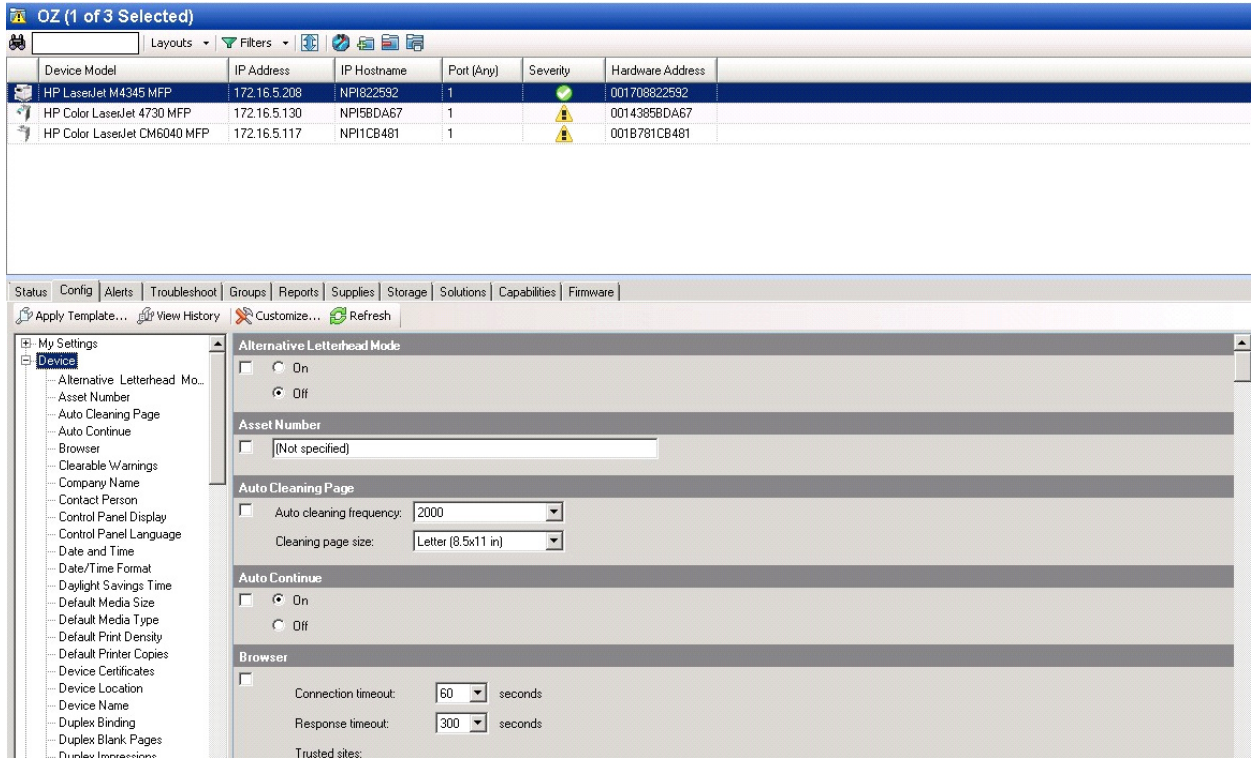 OZ (1 of 3 Selected)
Layouts Filters
Device Model IP Address IP Hostname Port (Any) Severity Hardware Address
HP LaserJet M4345 MFP 172.16.5.208 NPI822592 1 001708822592
HP Color LaserJet 4730 MFP 172.16.5.130 NPI5BDA67 1 0014385BDA67
HP Color LaserJet CM6040 MFP 172.16.5.117 NPI1CB481 1 001B781CB481
Status Config Alerts Troubleshoot Groups Reports Supplies Storage Solutions Capabilities Firmware
Apply Template... View History Customize... Refresh
My Settings
Device
Alternative Letterhead Mo...
Asset Number
Auto Cleaning Page
Auto Continue
Browser
Clearable Warnings
Company Name
Contact Person
Control Panel Display
Control Panel Language
Date and Time
Date/Time Format
Daylight Savings Time
Default Media Size
Default Media Type
Default Print Density
Default Printer Copies
Device Certificates
Device Location
Device Name
Duplex Binding
Duplex Blank Pages
Duplex Impressions
Alternative Letterhead Mode
On
Off
Asset Number
(Not specified)
Auto Cleaning Page
Auto cleaning frequency: 2000
Cleaning page size: Letter (8.5x11 in)
Auto Continue
On
Off
Browser
Connection timeout: 60 seconds
Response timeout: 300 seconds
Trusted sites: